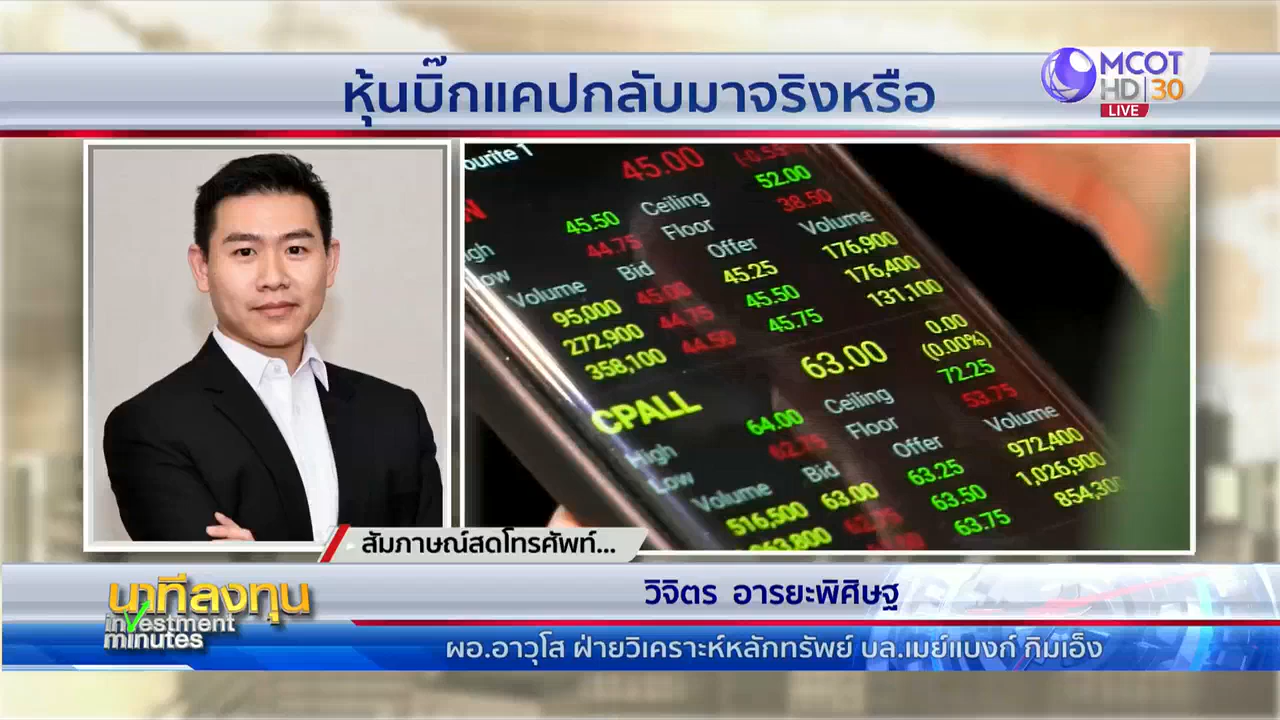 หุ้นบิ๊กแคปกลับมาจริงหรือ
MCOT
HD 30
LIVE
ourite 1
45.00
45.50 Ceiling 52.00
44.75 Floor 38.50
Volume Bid Offer Volume
95,000 45.00 45.25 176,900
272,900 44.75 45.50 176,400
358,100 44.50 45.75 131,100
CPALL 63.00 0.00
(0.00%)
High 64.00 Ceiling 72.25
Low 62.75 Floor 53.75
Volume Bid Offer Volume
516,500 63.00 63.25 972,400
63.50 1,026,900
63.75
สัมภาษณ์สดโทรศัพท์...
นาทีลงทุน
investment
minutes
วิจิตร อารยะพิศิษฐ
ผอ.อาวุโส ฝ่ายวิเคราะห์หลักทรัพย์ บล.เมย์แบงก์ กิมเอ็ง